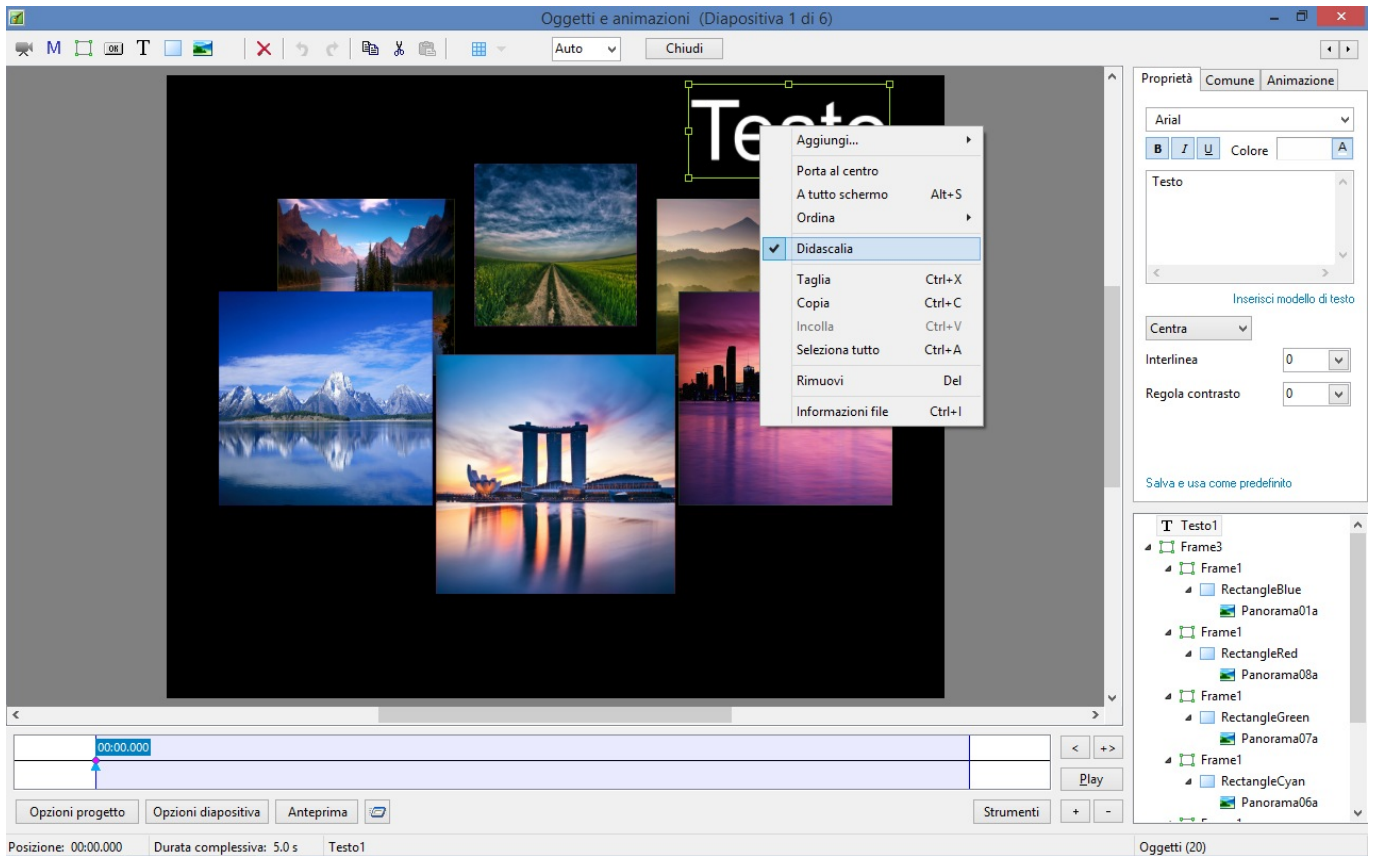 Oggetti e animazioni (Diapositiva 1 di 6)
M OK T Auto Chiudi
Testo
Aggiungi...
Porta al centro
A tutto schermo Alt+S
Ordina
Didascalia
Taglia Ctrl+X
Copia Ctrl+C
Incolla Ctrl+V
Seleziona tutto Ctrl+A
Rimuovi Del
Informazioni file Ctrl+I
Proprietà Comune Animazione
Arial
B I U Colore A
Testo
Inserisci modello di testo
Centra
Interlinea 0
Regola contrasto 0
Salva e usa come predefinito
T Testo1
Frame3
Frame1
RectangleBlue
Panorama01a
Frame1
RectangleRed
Panorama08a
Frame1
RectangleGreen
Panorama07a
Frame1
RectangleCyan
Panorama06a
00:00.000
< +>
Play
Opzioni progetto Opzioni diapositiva Anteprima Strumenti + -
Posizione: 00:00.000 Durata complessiva: 5.0 s Testo1 Oggetti (20)